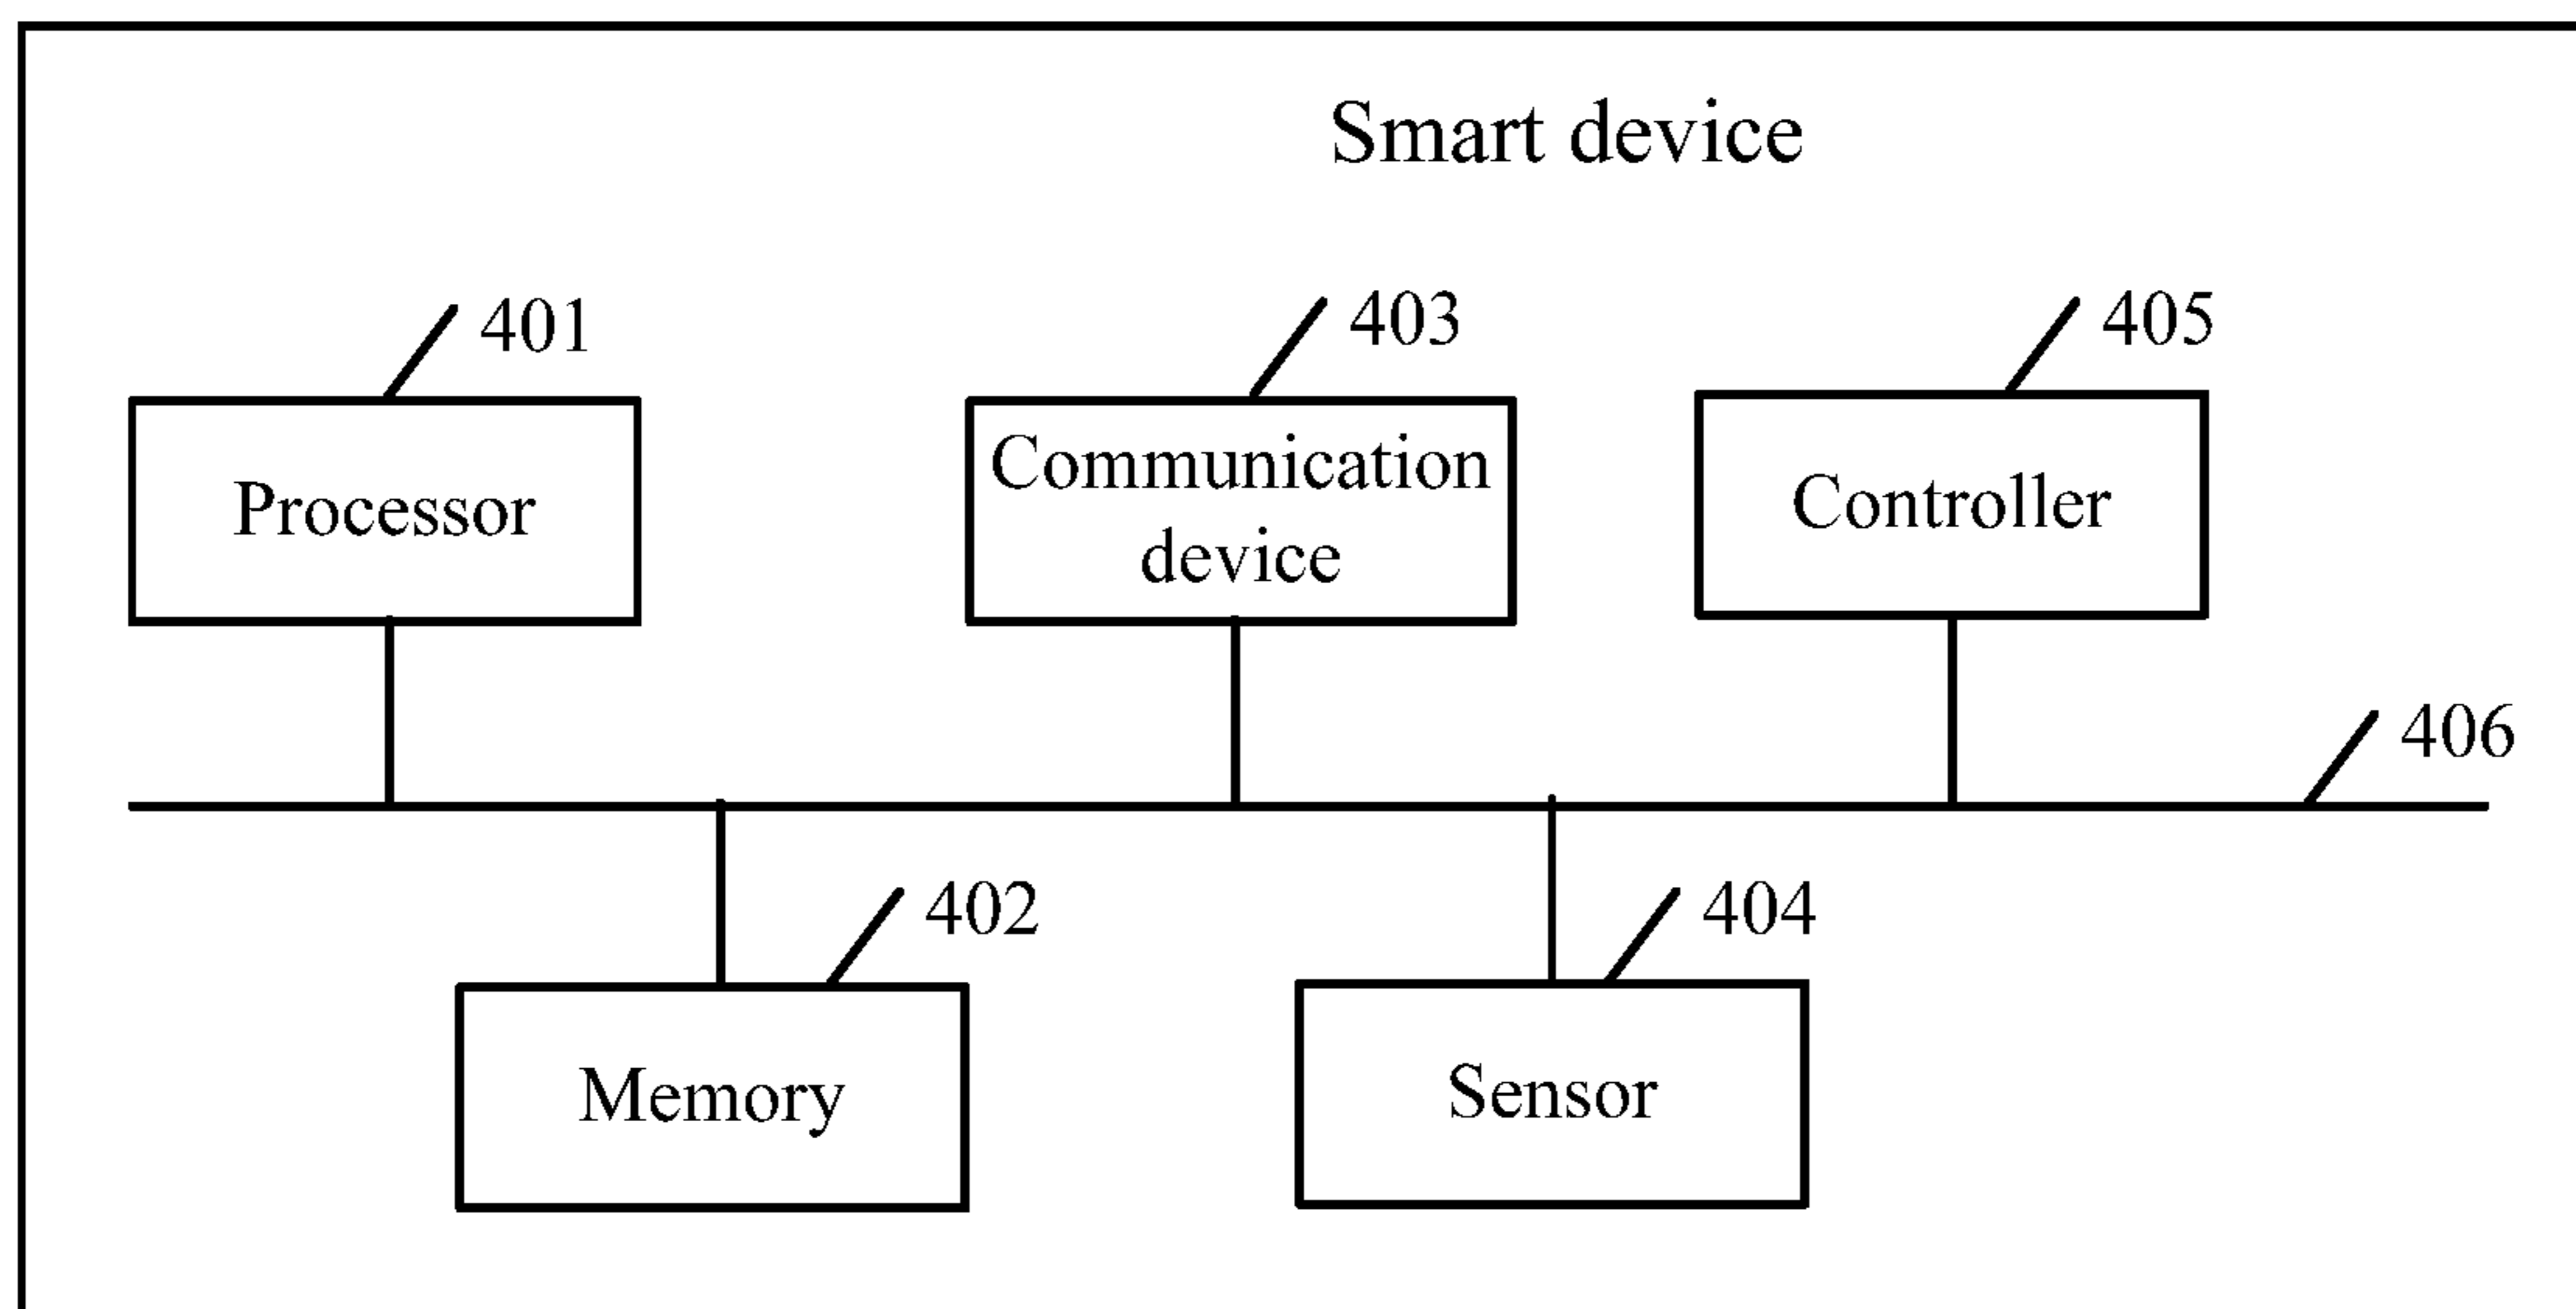 Smart device
401
403
405
Processor
Communication
device
Controller
406
402
404
Memory
Sensor